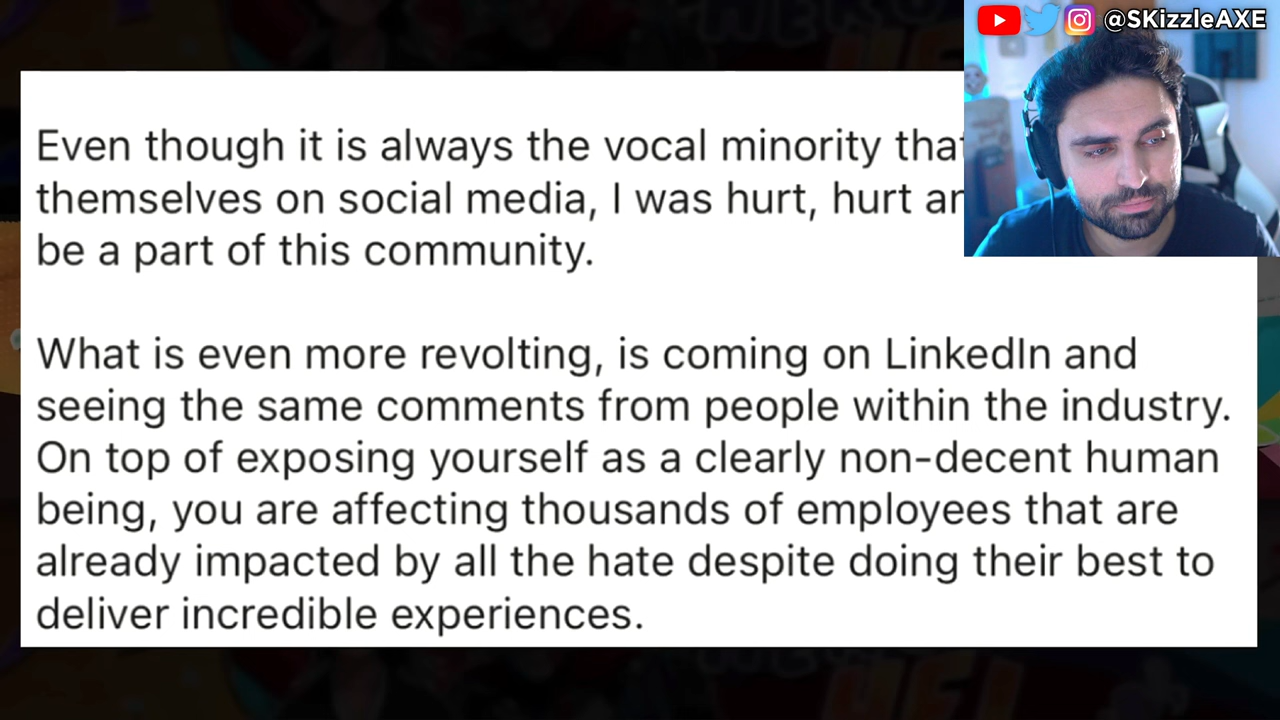 @SKizzleAXE
Even though it is always the vocal minority
themselves on social media, I was hurt, hurt
be a part of this community.
What is even more revolting, is coming on LinkedIn and
seeing the same comments from people within the industry.
On top of exposing yourself as a clearly non-decent human
being, you are affecting thousands of employees that are
already impacted by all the hate despite doing their best to
deliver incredible experiences.